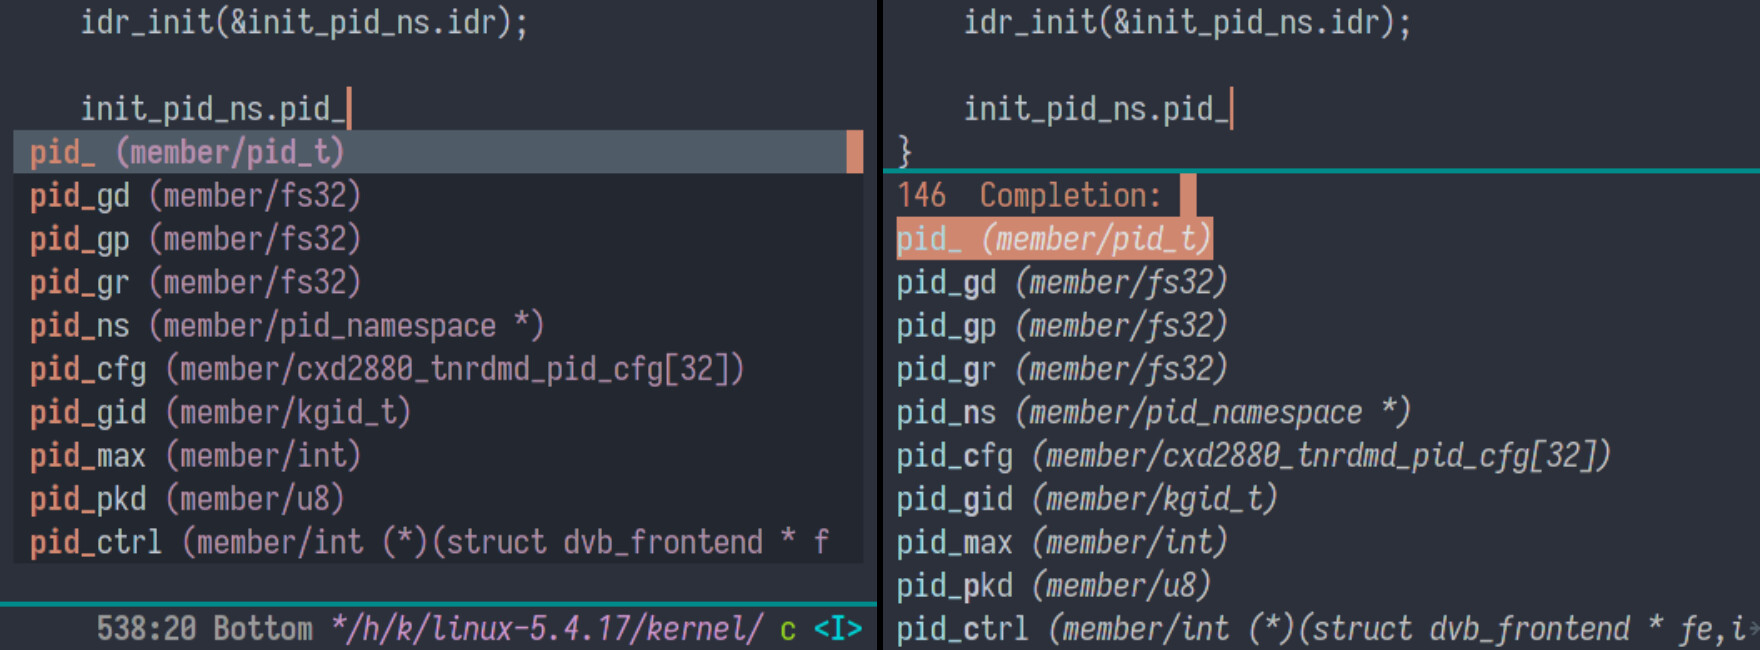 idr_init(&init_pid_ns.idr);
init_pid_ns.pid_
pid_ (member/pid_t)
pid_gd (member/fs32)
pid_gp (member/fs32)
pid_gr (member/fs32)
pid_ns (member/pid_namespace *)
pid_cfg (member/cxd2880_tnrdmd_pid_cfg[32])
pid_gid (member/kgid_t)
pid_max (member/int)
pid_pkd (member/u8)
pid_ctrl (member/int (*)(struct dvb_frontend * f
538:20 Bottom */h/k/linux-5.4.17/kernel/ c <I>
idr_init(&init_pid_ns.idr);
init_pid_ns.pid_
}
146 Completion:
pid_ (member/pid_t)
pid_gd (member/fs32)
pid_gp (member/fs32)
pid_gr (member/fs32)
pid_ns (member/pid_namespace *)
pid_cfg (member/cxd2880_tnrdmd_pid_cfg[32])
pid_gid (member/kgid_t)
pid_max (member/int)
pid_pkd (member/u8)
pid_ctrl (member/int (*)(struct dvb_frontend * fe,i